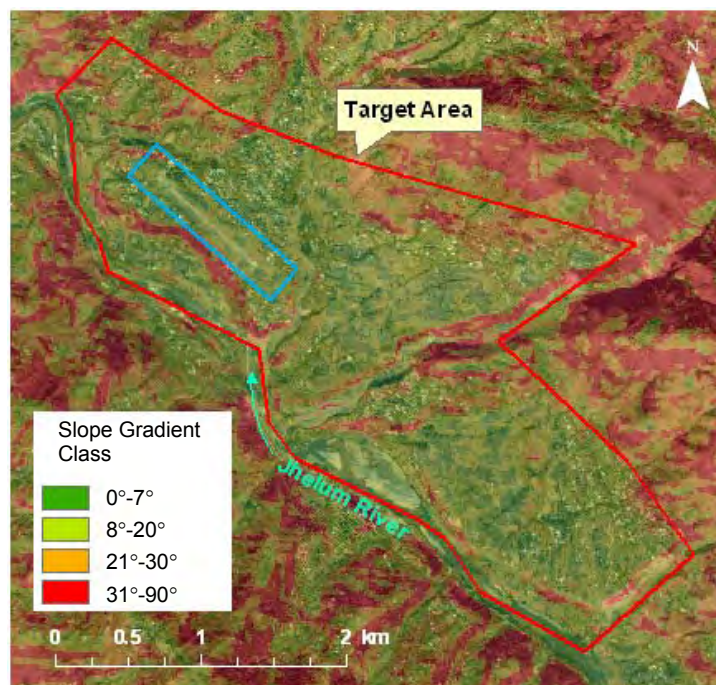 N
Target Area
Jhelum River
Slope Gradient
Class
0°-7°
8°-20°
21°-30°
31°-90°
0 0.5 1 2 km